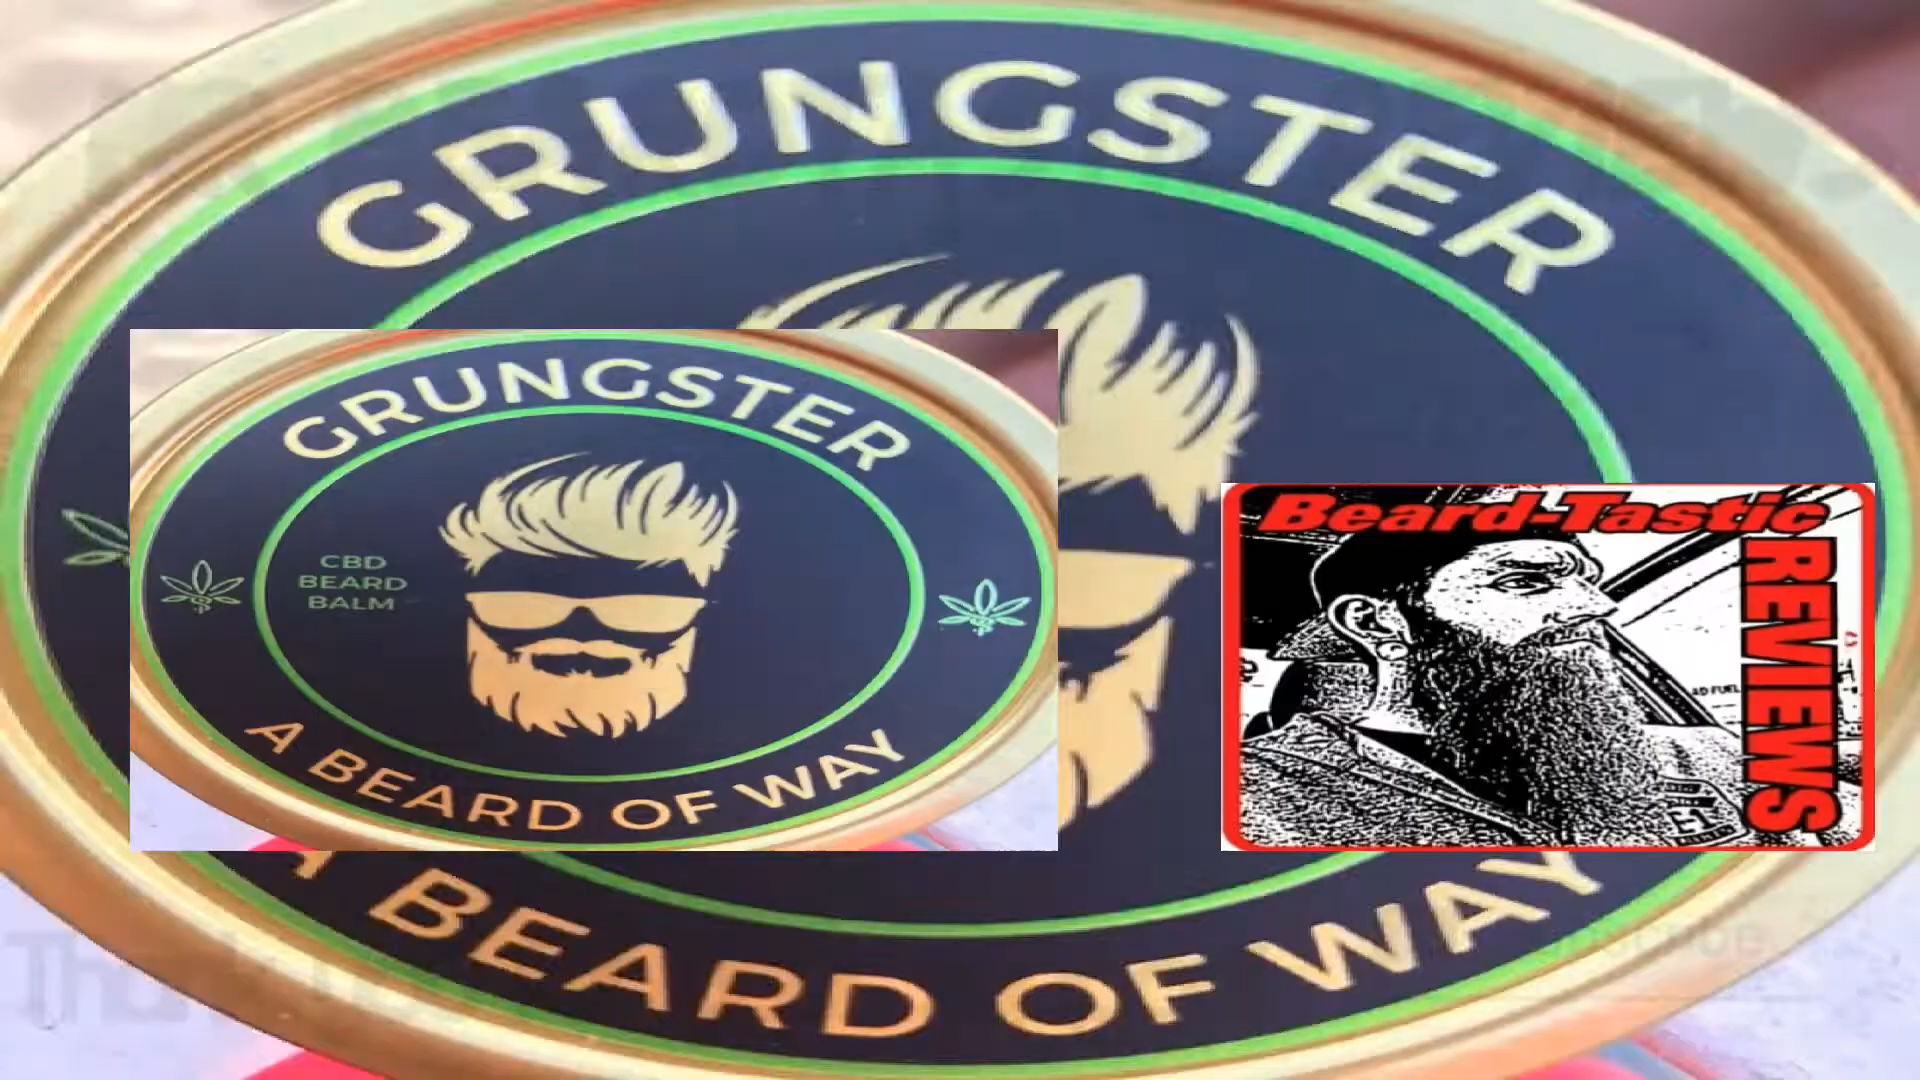 GRUNGSTER
GRUNGSTER
CBD
BEARD
BALM
A BEARD OF WAY
Beard-Tastic
REVIEWS
A BEARD OF WAY